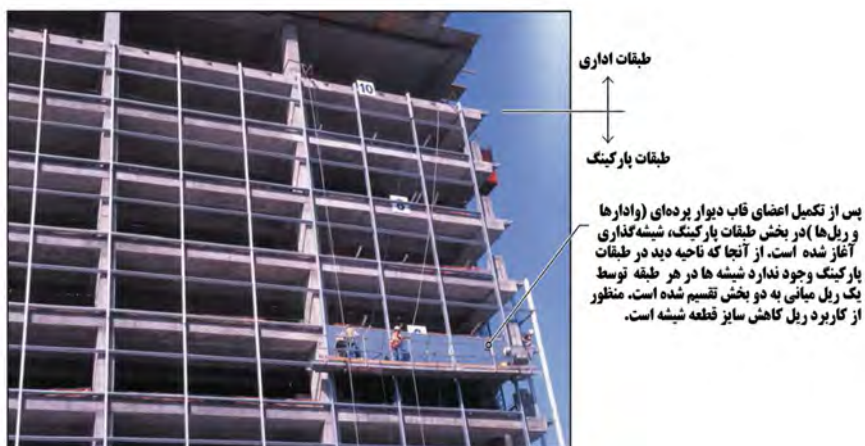 طبقات اداری
طبقات پارکینگ
پس از تکمیل اعضای قاب دیوار پرده‌ای (وادارها
و ریل‌ها )در بخش طبقات پارکینگ، شیشه‌گذاری
آغاز شده است. از آنجا که ناحیه دید در طبقات
پارکینگ وجود ندارد شیشه ها در هر طبقه توسط
یک ریل میانی به دو بخش تقسیم شده است. منظور
از کاربرد ریل کاهش سایز قطعه شیشه است.
10